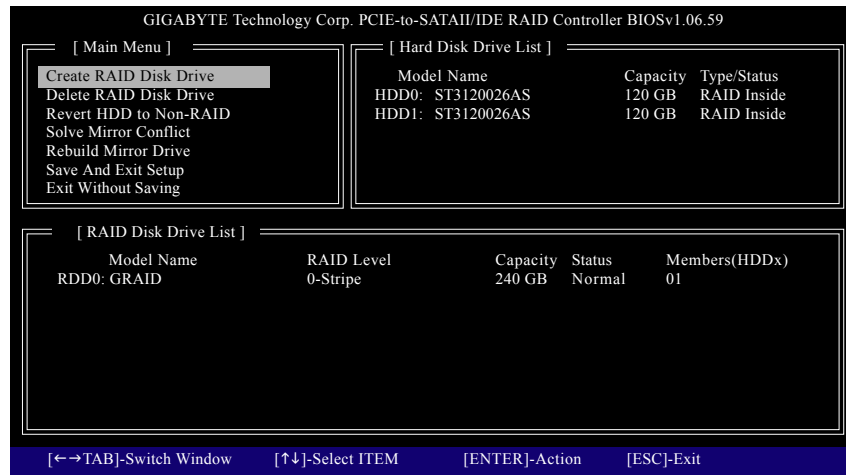 GIGABYTE Technology Corp. PCIE-to-SATAII/IDE RAID Controller BIOSv1.06.59
[ Main Menu ]
Create RAID Disk Drive
Delete RAID Disk Drive
Revert HDD to Non-RAID
Solve Mirror Conflict
Rebuild Mirror Drive
Save And Exit Setup
Exit Without Saving
[ Hard Disk Drive List ]
Model Name Capacity Type/Status
HDD0: ST3120026AS 120 GB RAID Inside
HDD1: ST3120026AS 120 GB RAID Inside
[ RAID Disk Drive List ]
Model Name RAID Level Capacity Status Members(HDDx)
RDD0: GRAID 0-Stripe 240 GB Normal 01
[←→TAB]-Switch Window [↑↓]-Select ITEM [ENTER]-Action [ESC]-Exit